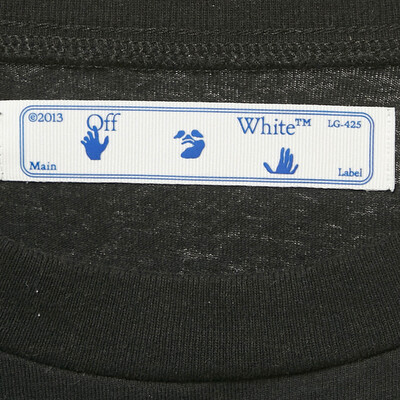 ©2013 Off White™ LG-425
Main Label